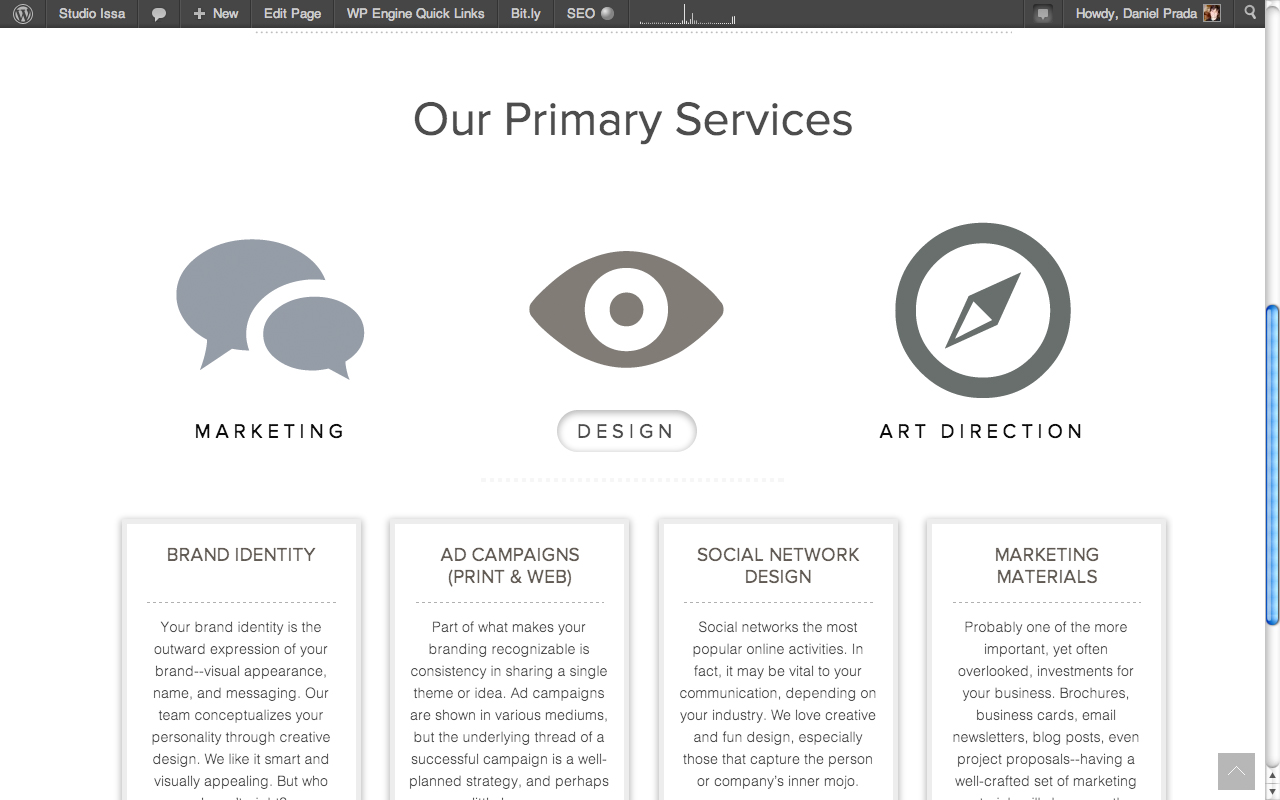 Studio Issa
New
Edit Page
WP Engine Quick Links
Bit.ly
SEO
Howdy, Daniel Prada
Our Primary Services
MARKETING
DESIGN
ART DIRECTION
BRAND IDENTITY
Your brand identity is the
outward expression of your
brand--visual appearance,
name, and messaging. Our
team conceptualizes your
personality through creative
design. We like it smart and
visually appealing. But who
AD CAMPAIGNS
(PRINT & WEB)
Part of what makes your
branding recognizable is
consistency in sharing a single
theme or idea. Ad campaigns
are shown in various mediums,
but the underlying thread of a
successful campaign is a well-
planned strategy, and perhaps
SOCIAL NETWORK
DESIGN
Social networks the most
popular online activities. In
fact, it may be vital to your
communication, depending on
your industry. We love creative
and fun design, especially
those that capture the person
or company's inner mojo.
MARKETING
MATERIALS
Probably one of the more
important, yet often
overlooked, investments for
your business. Brochures,
business cards, email
newsletters, blog posts, even
project proposals--having a
well-crafted set of marketing